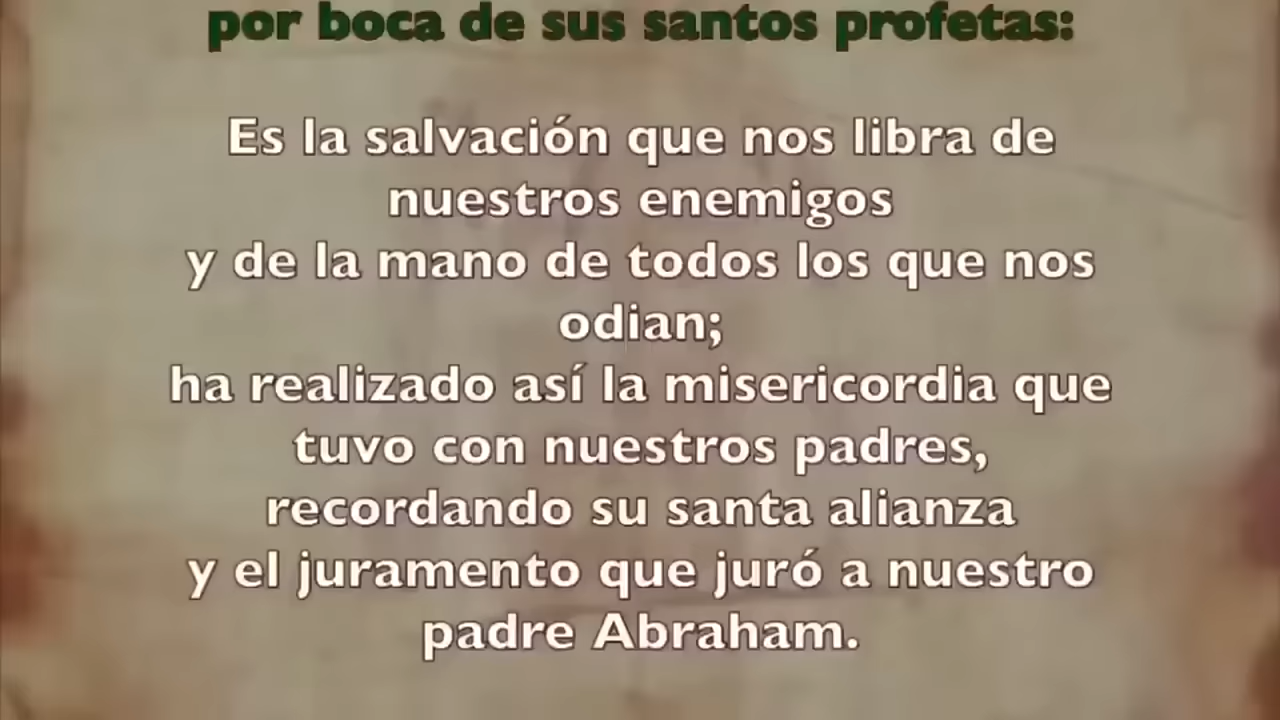 por boca de sus santos profetas:
Es la salvación que nos libra de
nuestros enemigos
y de la mano de todos los que nos
odian;
ha realizado así la misericordia que
tuvo con nuestros padres,
recordando su santa alianza
y el juramento que juró a nuestro
padre Abraham.